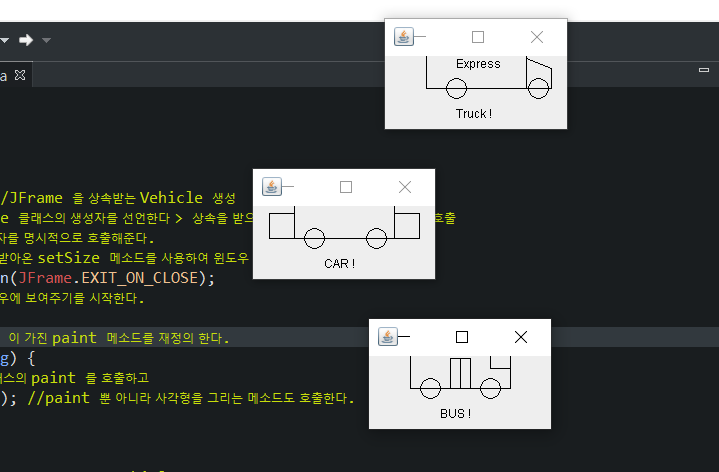 Express
Truck !
a
/JFrame 을 상속받는 Vehicle 생성
e 클래스의 생성자를 선언한다 > 상속을 받으
호출
자를 명시적으로 호출해준다.
CAR !
받아온 setSize 메소드를 사용하여 윈도우
n(JFrame.EXIT_ON_CLOSE);
우에 보여주기를 시작한다.
이 가진 paint 메소드를 재정의 한다.
g) {
스의 paint 를 호출하고
); //paint 뿐 아니라 사각형을 그리는 메소드도 호출한다.
BUS !